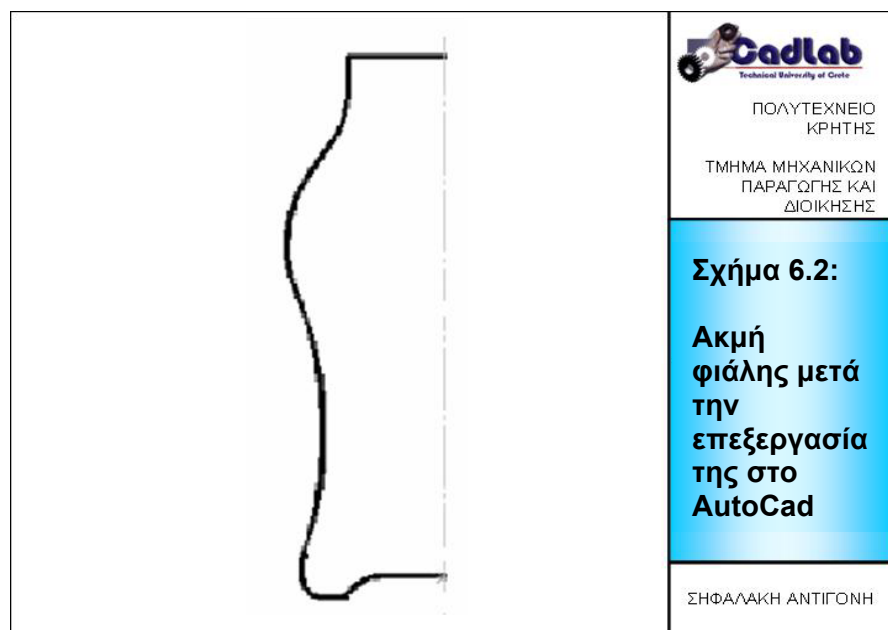 CadLab
Technical University of Crete
ΠΟΛΥΤΕΧΝΕΙΟ
ΚΡΗΤΗΣ
ΤΜΗΜΑ ΜΗΧΑΝΙΚΩΝ
ΠΑΡΑΓΩΓΗΣ ΚΑΙ
ΔΙΟΙΚΗΣΗΣ
Σχήμα 6.2:
Ακμή
φιάλης μετά
την
επεξεργασία
της στο
AutoCad
ΣΗΦΑΛΑΚΗ ΑΝΤΙΓΟΝΗ